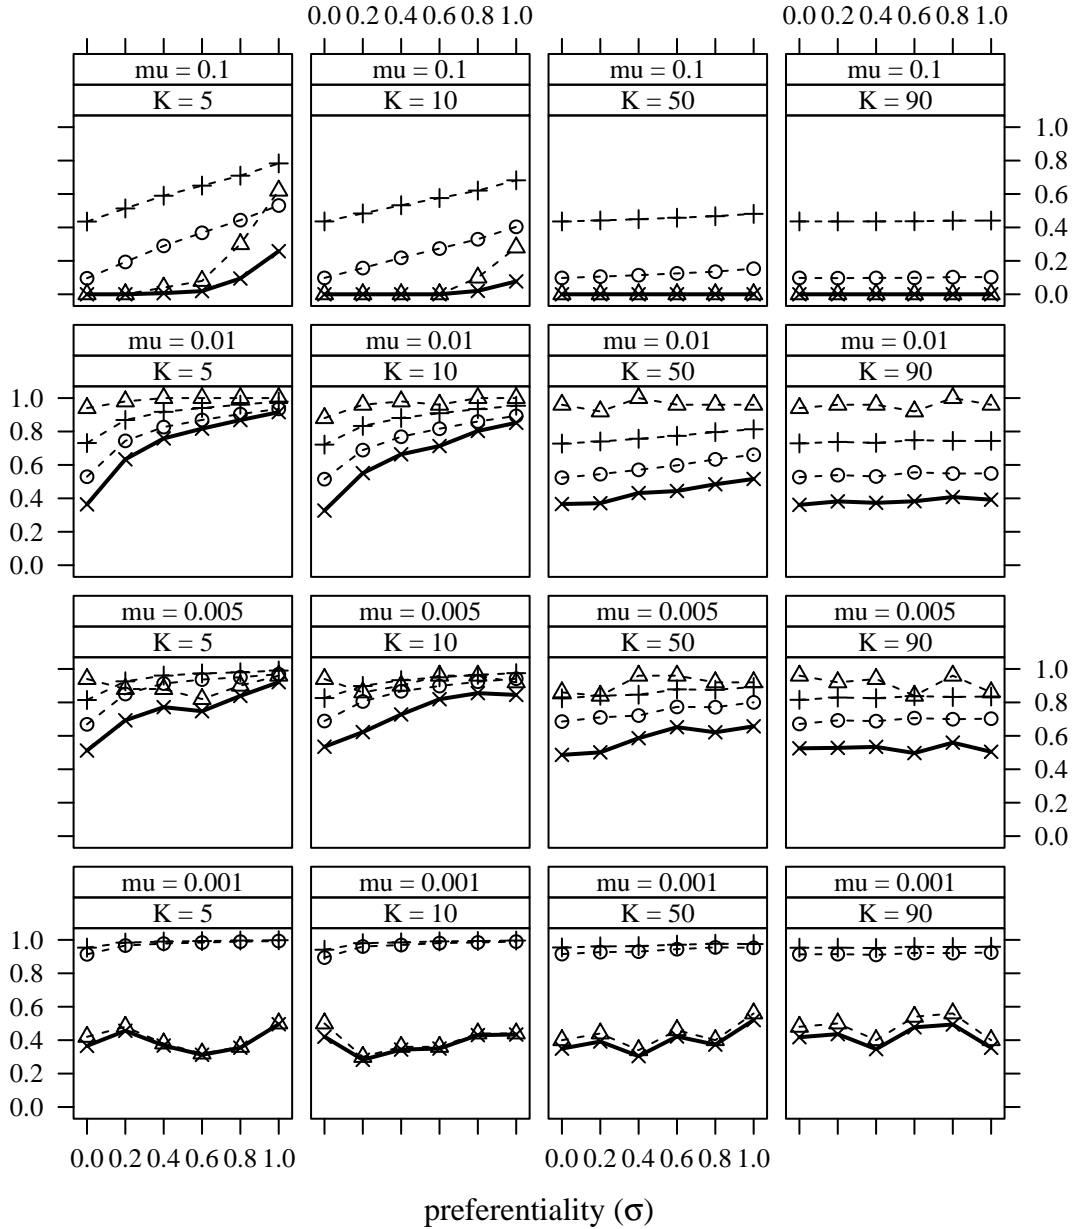 0.0 0.2 0.4 0.6 0.8 1.0 0.0 0.2 0.4 0.6 0.8 1.0
mu = 0.1 mu = 0.1 mu = 0.1 mu = 0.1
K = 5 K = 10 K = 50 K = 90
1.0
0.8
0.6
0.4
0.2
0.0
mu = 0.01 mu = 0.01 mu = 0.01 mu = 0.01
K = 5 K = 10 K = 50 K = 90
1.0
0.8
0.6
0.4
0.2
0.0
mu = 0.005 mu = 0.005 mu = 0.005 mu = 0.005
K = 5 K = 10 K = 50 K = 90
1.0
0.8
0.6
0.4
0.2
0.0
mu = 0.001 mu = 0.001 mu = 0.001 mu = 0.001
K = 5 K = 10 K = 50 K = 90
1.0
0.8
0.6
0.4
0.2
0.0
0.0 0.2 0.4 0.6 0.8 1.0 0.0 0.2 0.4 0.6 0.8 1.0
preferentiality (σ)